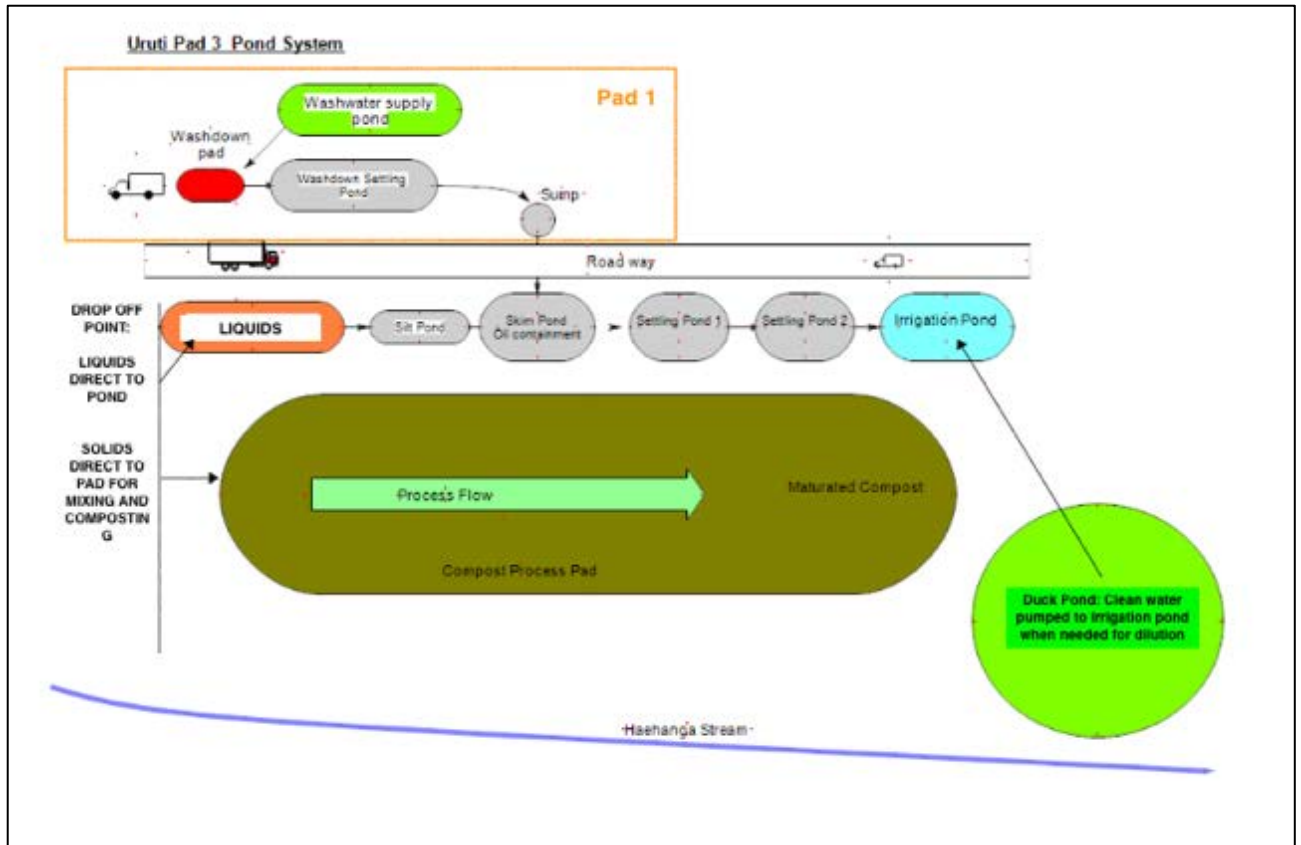 Uruti Pad 3 Pond System
Pad 1
Washwater supply
pond
Washdown
pad
Washdown Settling
Pond
Sump
Road way
DROP OFF
POINT:
LIQUIDS
DIRECT TO
POND
LIQUIDS
Silt Pond
Skim Pond
Oil containment
Settling Pond 1
Settling Pond 2
Irrigation Pond
SOLIDS
DIRECT TO
PAD FOR
MIXING AND
COMPOSTIN
G
Process Flow
Maturated Compost
Compost Process Pad
Duck Pond: Clean water
pumped to irrigation pond
when needed for dilution
Haehanga Stream